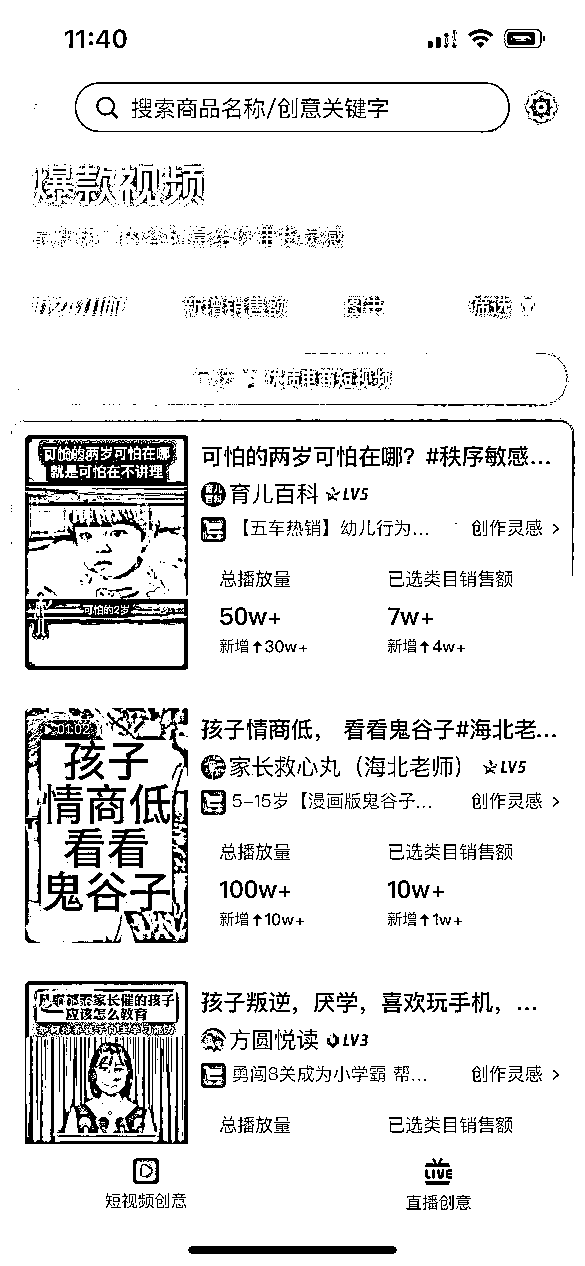 11:40
搜索商品名称/创意关键字
爆款视频
新增销售额
图书
筛选
优质电商短视频
可怕的两岁可怕在哪
就是可怕在不讲理
可怕的2岁
可怕的两岁可怕在哪？#秩序敏感...
育儿百科 LV5
【五车热销】幼儿行为... 创作灵感 >
总播放量 已选类目销售额
50w+ 7w+
新增↑30w+ 新增↑4w+
01:02
孩子
情商低
看看
鬼谷子
孩子情商低， 看看鬼谷子#海北老...
家长救心丸（海北老师） LV5
5-15岁【漫画版鬼谷子... 创作灵感 >
总播放量 已选类目销售额
100w+ 10w+
新增↑10w+ 新增↑1w+
家长催的孩子
应该怎么教育
孩子叛逆，厌学，喜欢玩手机，...
方圆悦读 LV3
勇闯8关成为小学霸 帮... 创作灵感 >
总播放量 已选类目销售额
短视频创意
LIVE
直播创意